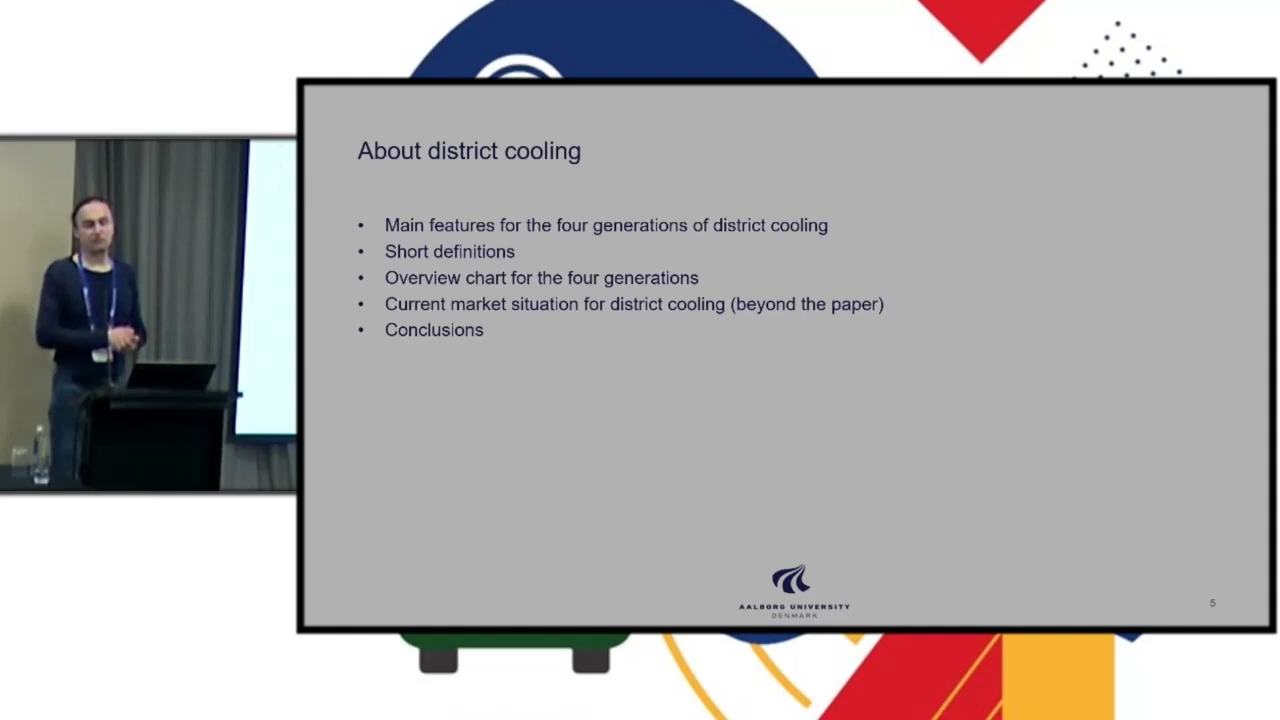 About district cooling
• Main features for the four generations of district cooling
• Short definitions
• Overview chart for the four generations
• Current market situation for district cooling (beyond the paper)
• Conclusions
AALBORG UNIVERSITY
DENMARK
5